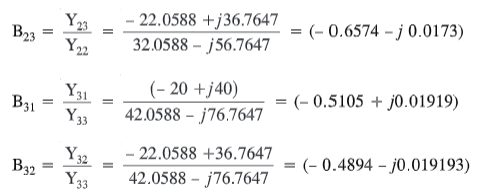 B₂₃ = Y₂₃ / Y₂₂ = (- 22.0588 +j36.7647) / (32.0588 – j56.7647) = (– 0.6574 – j 0.0173)
B₃₁ = Y₃₁ / Y₃₃ = (– 20 +j40) / (42.0588 – j76.7647) = (– 0.5105 + j0.01919)
B₃₂ = Y₃₂ / Y₃₃ = (- 22.0588 +36.7647) / (42.0588 – j76.7647) = (– 0.4894 – j0.019193)